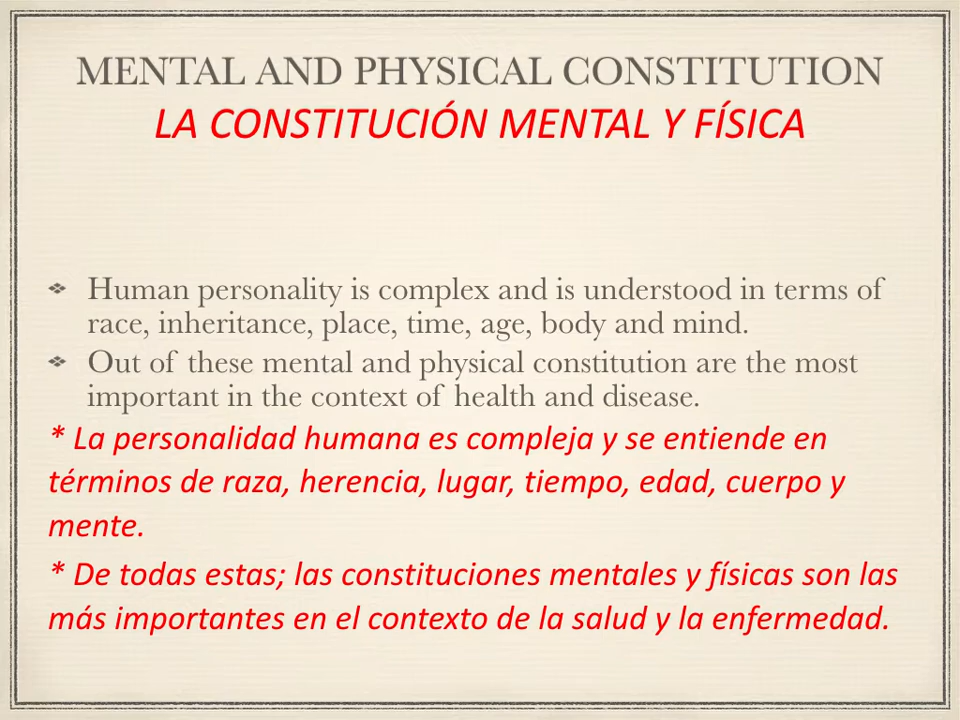 MENTAL AND PHYSICAL CONSTITUTION
LA CONSTITUCIÓN MENTAL Y FÍSICA
Human personality is complex and is understood in terms of
race, inheritance, place, time, age, body and mind.
Out of these mental and physical constitution are the most
important in the context of health and disease.
* La personalidad humana es compleja y se entiende en
términos de raza, herencia, lugar, tiempo, edad, cuerpo y
mente.
* De todas estas; las constituciones mentales y físicas son las
más importantes en el contexto de la salud y la enfermedad.